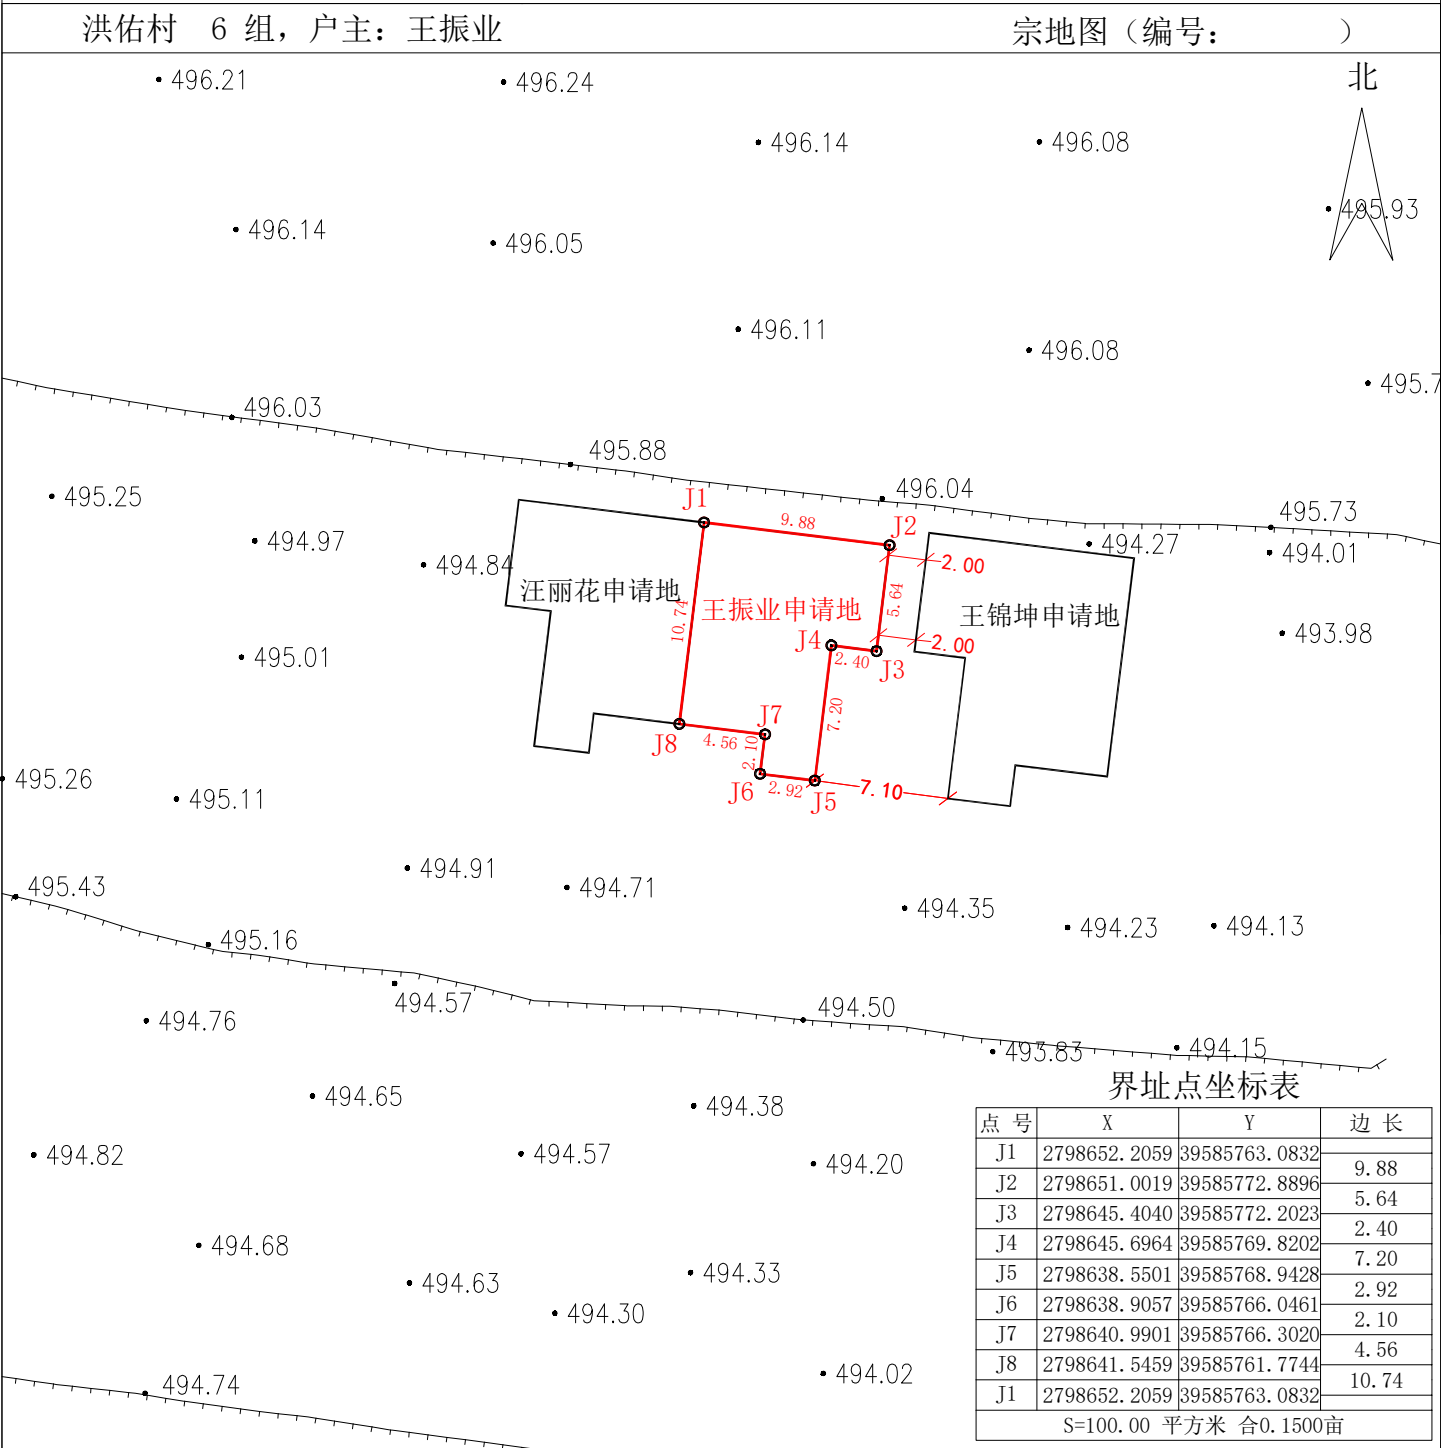 洪佑村 6 组，户主：王振业 宗地图（编号： ）
北
496.21 496.24
496.14 496.08
495.93
496.14 496.05
496.11
496.08
495.7
496.03
495.88
496.04
495.25
495.73
494.97
494.27
494.01
494.84
J1
9.88
J2
2.00
汪丽花申请地
王振业申请地
王锦坤申请地
10.74
5.64
493.98
J4
2.00
2.40
J3
495.01
7.20
J7
J8
4.56
2.10
495.26
J6
2.92
J5
7.10
495.11
494.91
494.71
495.43
494.35
494.23
494.13
495.16
494.57
494.50
494.76
493.83
494.15
494.65
494.38
494.82
494.57
494.20
494.68
494.63
494.33
494.30
494.02
494.74
界址点坐标表
点 号 X Y 边 长
J1 2798652.2059 39585763.0832
9.88
J2 2798651.0019 39585772.8896
5.64
J3 2798645.4040 39585772.2023
2.40
J4 2798645.6964 39585769.8202
7.20
J5 2798638.5501 39585768.9428
2.92
J6 2798638.9057 39585766.0461
2.10
J7 2798640.9901 39585766.3020
4.56
J8 2798641.5459 39585761.7744
10.74
J1 2798652.2059 39585763.0832
S=100.00 平方米 合0.1500亩